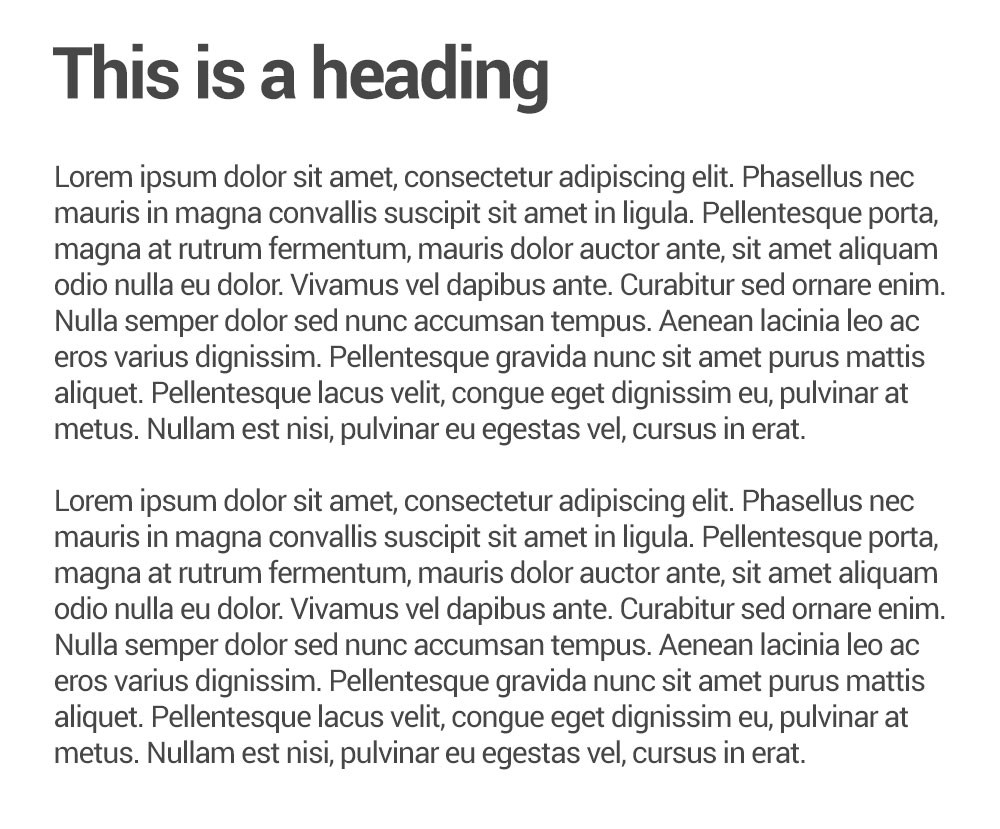 This is a heading
Lorem ipsum dolor sit amet, consectetur adipiscing elit. Phasellus nec
mauris in magna convallis suscipit sit amet in ligula. Pellentesque porta,
magna at rutrum fermentum, mauris dolor auctor ante, sit amet aliquam
odio nulla eu dolor. Vivamus vel dapibus ante. Curabitur sed ornare enim.
Nulla semper dolor sed nunc accumsan tempus. Aenean lacinia leo ac
eros varius dignissim. Pellentesque gravida nunc sit amet purus mattis
aliquet. Pellentesque lacus velit, congue eget dignissim eu, pulvinar at
metus. Nullam est nisi, pulvinar eu egestas vel, cursus in erat.
Lorem ipsum dolor sit amet, consectetur adipiscing elit. Phasellus nec
mauris in magna convallis suscipit sit amet in ligula. Pellentesque porta,
magna at rutrum fermentum, mauris dolor auctor ante, sit amet aliquam
odio nulla eu dolor. Vivamus vel dapibus ante. Curabitur sed ornare enim.
Nulla semper dolor sed nunc accumsan tempus. Aenean lacinia leo ac
eros varius dignissim. Pellentesque gravida nunc sit amet purus mattis
aliquet. Pellentesque lacus velit, congue eget dignissim eu, pulvinar at
metus. Nullam est nisi, pulvinar eu egestas vel, cursus in erat.